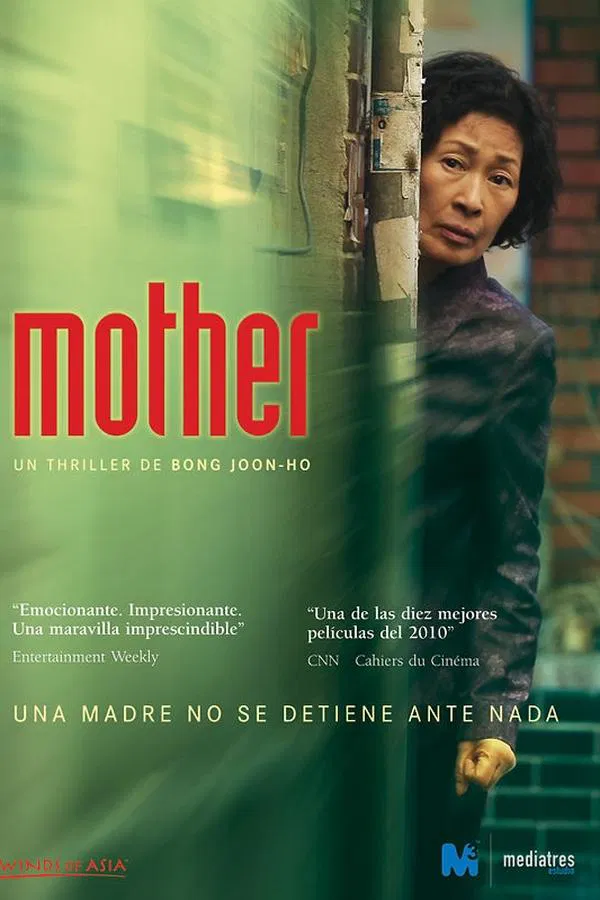 mother
UN THRILLER DE BONG JOON-HO
“Emocionante. Impresionante.
Una maravilla imprescindible”
Entertainment Weekly
“Una de las diez mejores
películas del 2010”
CNN Cahiers du Cinéma
UNA MADRE NO SE DETIENE ANTE NADA
WINDS OF ASIA
M3 mediatres
estudio